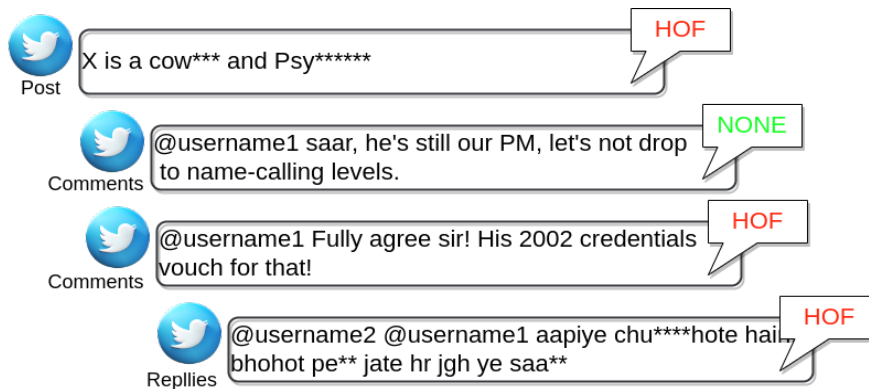 HOF
X is a cow*** and Psy******
Post
NONE
@username1 saar, he's still our PM, let's not drop
to name-calling levels.
Comments
HOF
@username1 Fully agree sir! His 2002 credentials
vouch for that!
Comments
HOF
@username2 @username1 aapiye chu****hote hain
bhohot pe** jate hr jgh ye saa**
Repllies